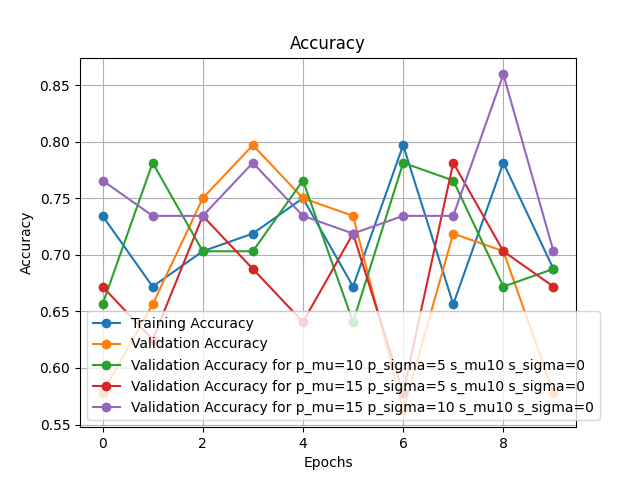 Accuracy
0.85
0.80
0.75
0.70
0.65
0.60
0.55
Accuracy
Training Accuracy
Validation Accuracy
Validation Accuracy for p_mu=10 p_sigma=5 s_mu10 s_sigma=0
Validation Accuracy for p_mu=15 p_sigma=5 s_mu10 s_sigma=0
Validation Accuracy for p_mu=15 p_sigma=10 s_mu10 s_sigma=0
0 2 4 6 8
Epochs